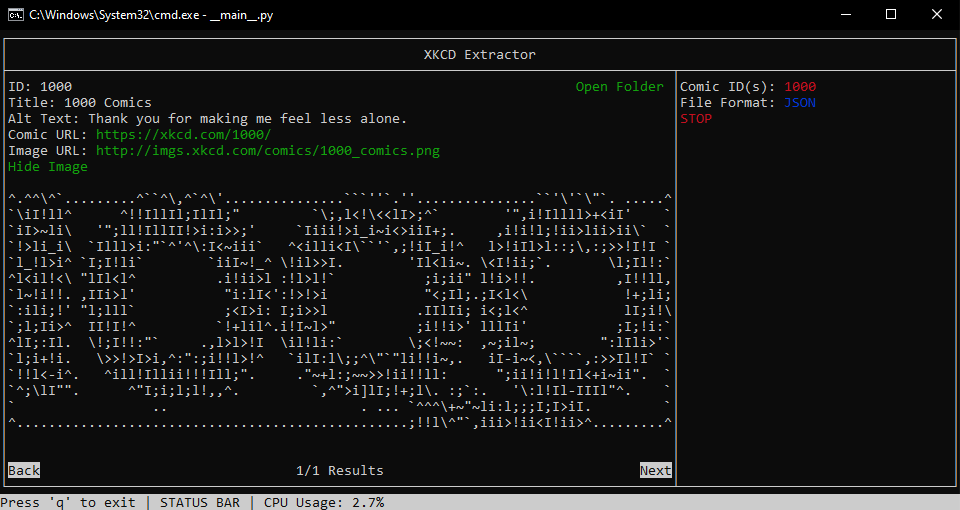 C:\Windows\System32\cmd.exe - __main__.py
XKCD Extractor
ID: 1000
Open Folder
Title: 1000 Comics
Alt Text: Thank you for making me feel less alone.
Comic URL: https://xkcd.com/1000/
Image URL: http://imgs.xkcd.com/comics/1000_comics.png
Hide Image
Back
1/1 Results
Next
Comic ID(s): 1000
File Format: JSON
STOP
Press 'q' to exit | STATUS BAR | CPU Usage: 2.7%